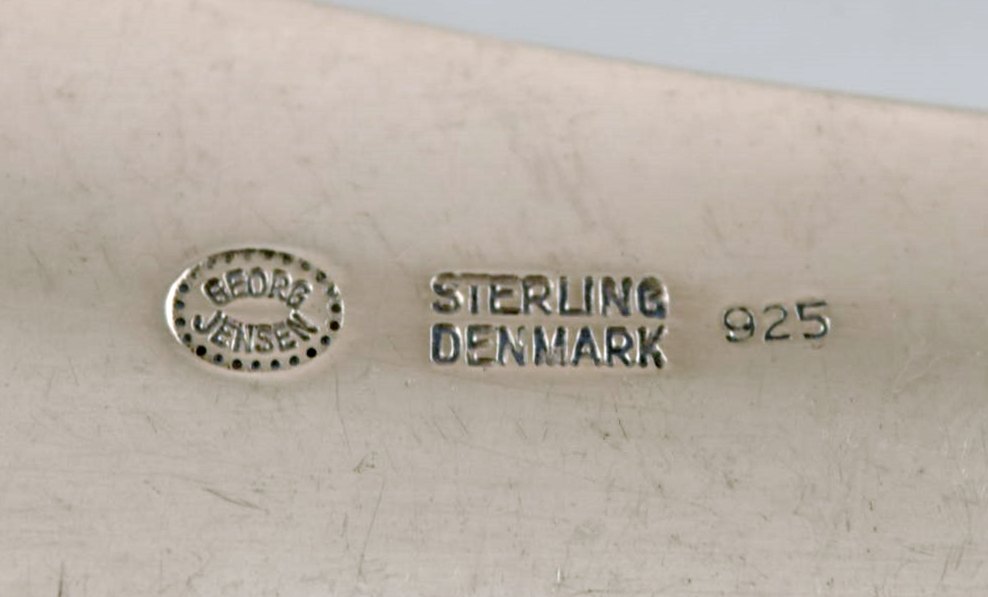 GEORG
JENSEN
STERLING
DENMARK
925